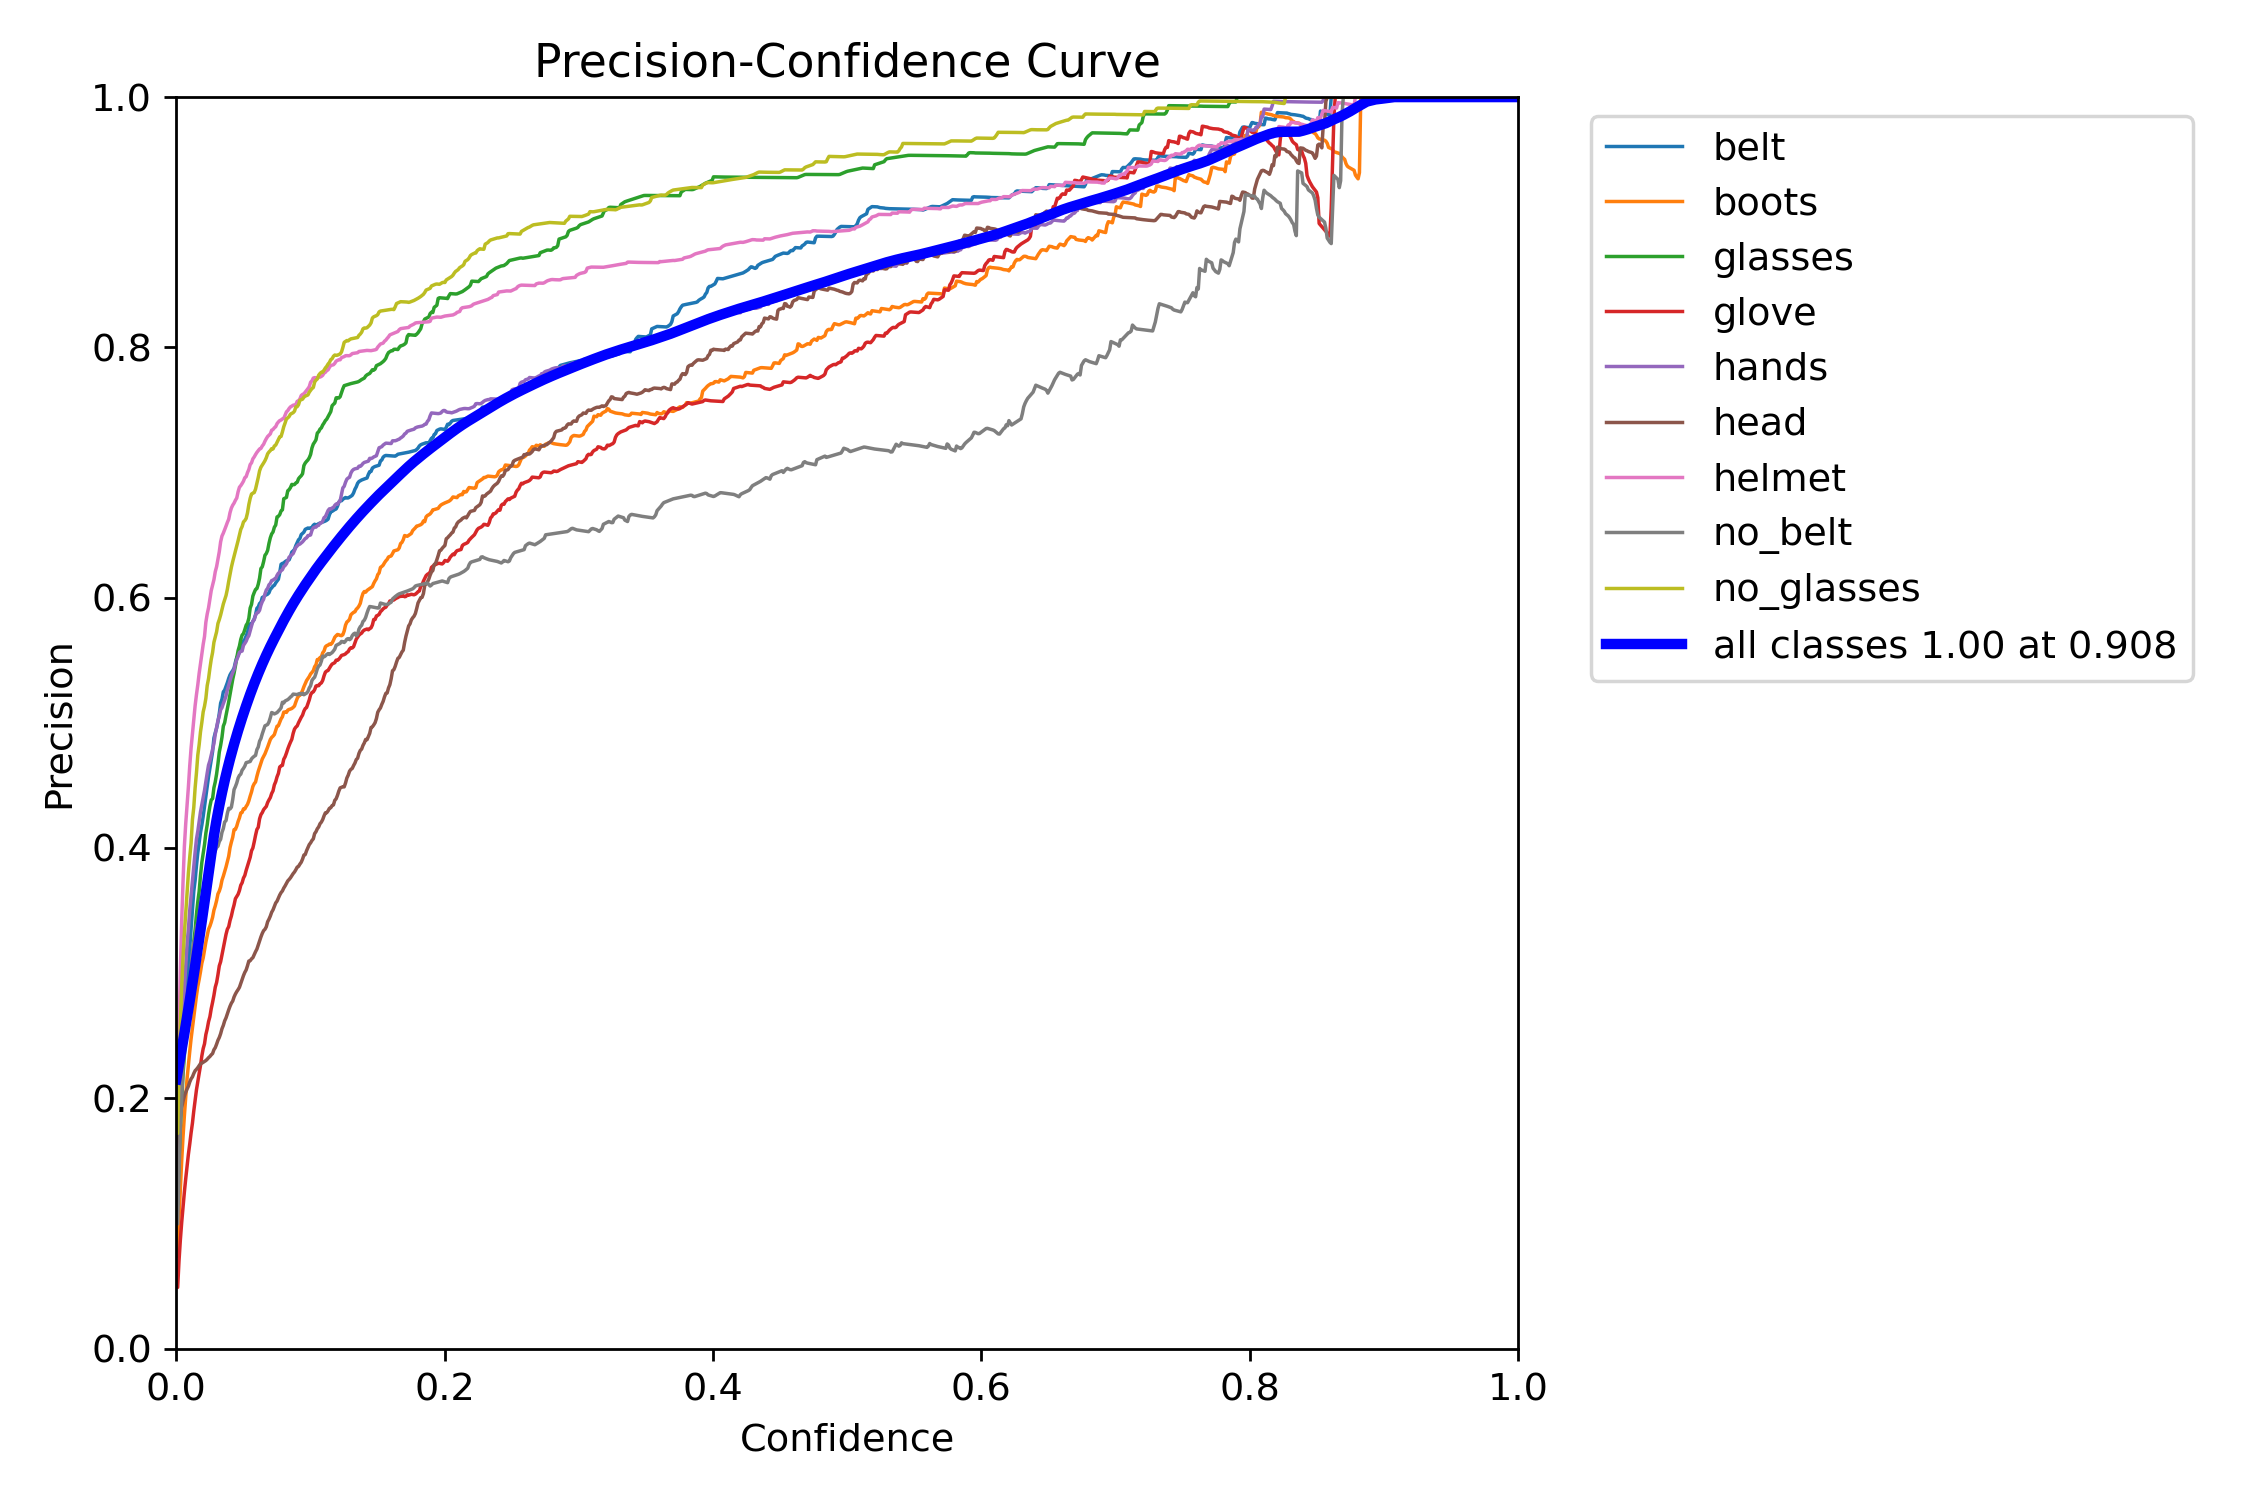 Precision-Confidence Curve
1.0
0.8
0.6
0.4
0.2
0.0
Precision
0.0 0.2 0.4 0.6 0.8 1.0
Confidence
belt
boots
glasses
glove
hands
head
helmet
no_belt
no_glasses
all classes 1.00 at 0.908